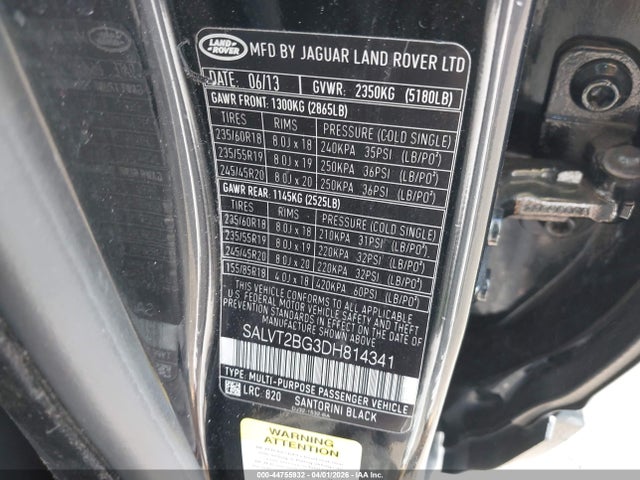 LAND ROVER
MFD BY JAGUAR LAND ROVER LTD
DATE: 06/13 GVWR: 2350KG (5180LB)
GAWR FRONT: 1300KG (2865LB)
TIRES RIMS PRESSURE (COLD SINGLE)
235/60R18 8.0J x 18 240KPA 35PSI (LB/PO²)
235/55R19 8.0J x 19 250KPA 36PSI (LB/PO²)
245/45R20 8.0J x 20 250KPA 36PSI (LB/PO²)
GAWR REAR: 1145KG (2525LB)
TIRES RIMS PRESSURE (COLD SINGLE)
235/60R18 8.0J x 18 210KPA 31PSI (LB/PO²)
235/55R19 8.0J x 19 220KPA 32PSI (LB/PO²)
245/45R20 8.0J x 20 220KPA 32PSI (LB/PO²)
155/85R18 4.0J x 18 420KPA 60PSI (LB/PO²)
THIS VEHICLE CONFORMS TO ALL APPLICABLE
U.S. FEDERAL MOTOR VEHICLE SAFETY, BUMPER AND THEFT
PREVENTION STANDARDS IN EFFECT ON THE DATE OF
MANUFACTURE SHOWN ABOVE.
SALVT2BG3DH814341
TYPE: MULTI-PURPOSE PASSENGER VEHICLE
LRC: 820 SANTORINI BLACK
WARNING
ATTENTION
© IAA - 44755832 - 04/01/2026 - 04:01:06 PM